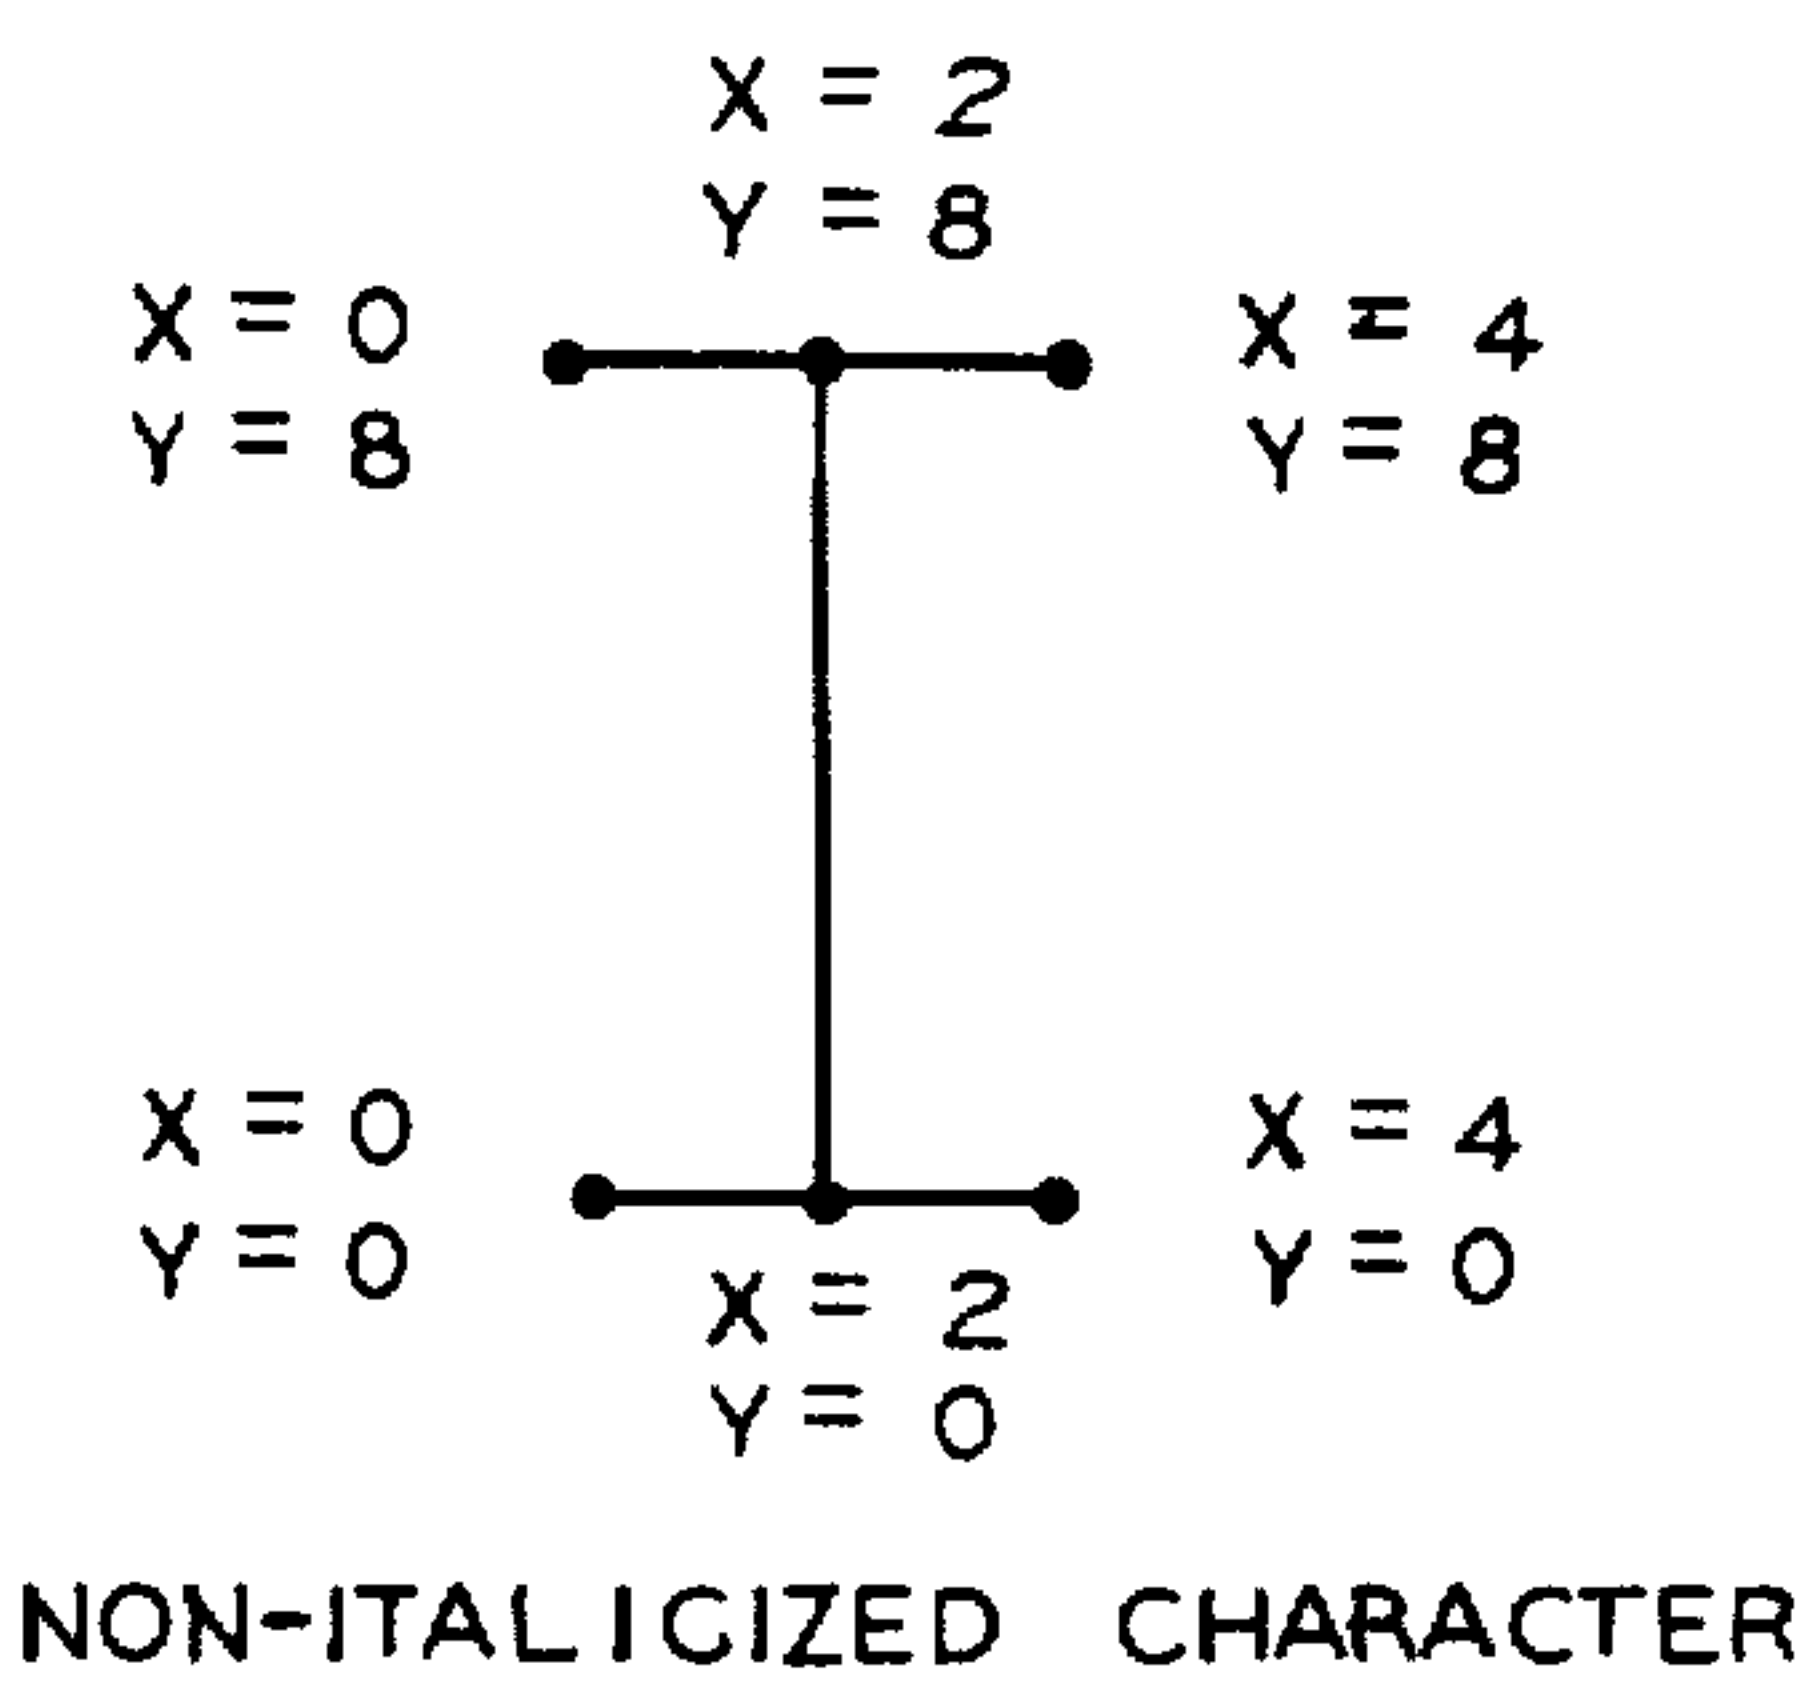 X = 2
Y = 8
X = 0
Y = 8
X = 4
Y = 8
X = 0
Y = 0
X = 4
Y = 0
X = 2
Y = 0
NON-ITALICIZED CHARACTER